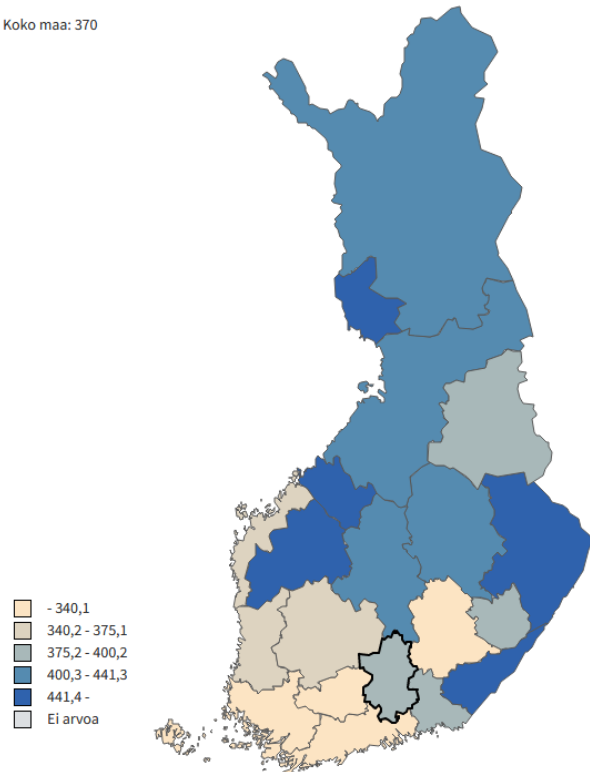 Koko maa: 370
- 340,1
340,2 - 375,1
375,2 - 400,2
400,3 - 441,3
441,4 -
Ei arvoa